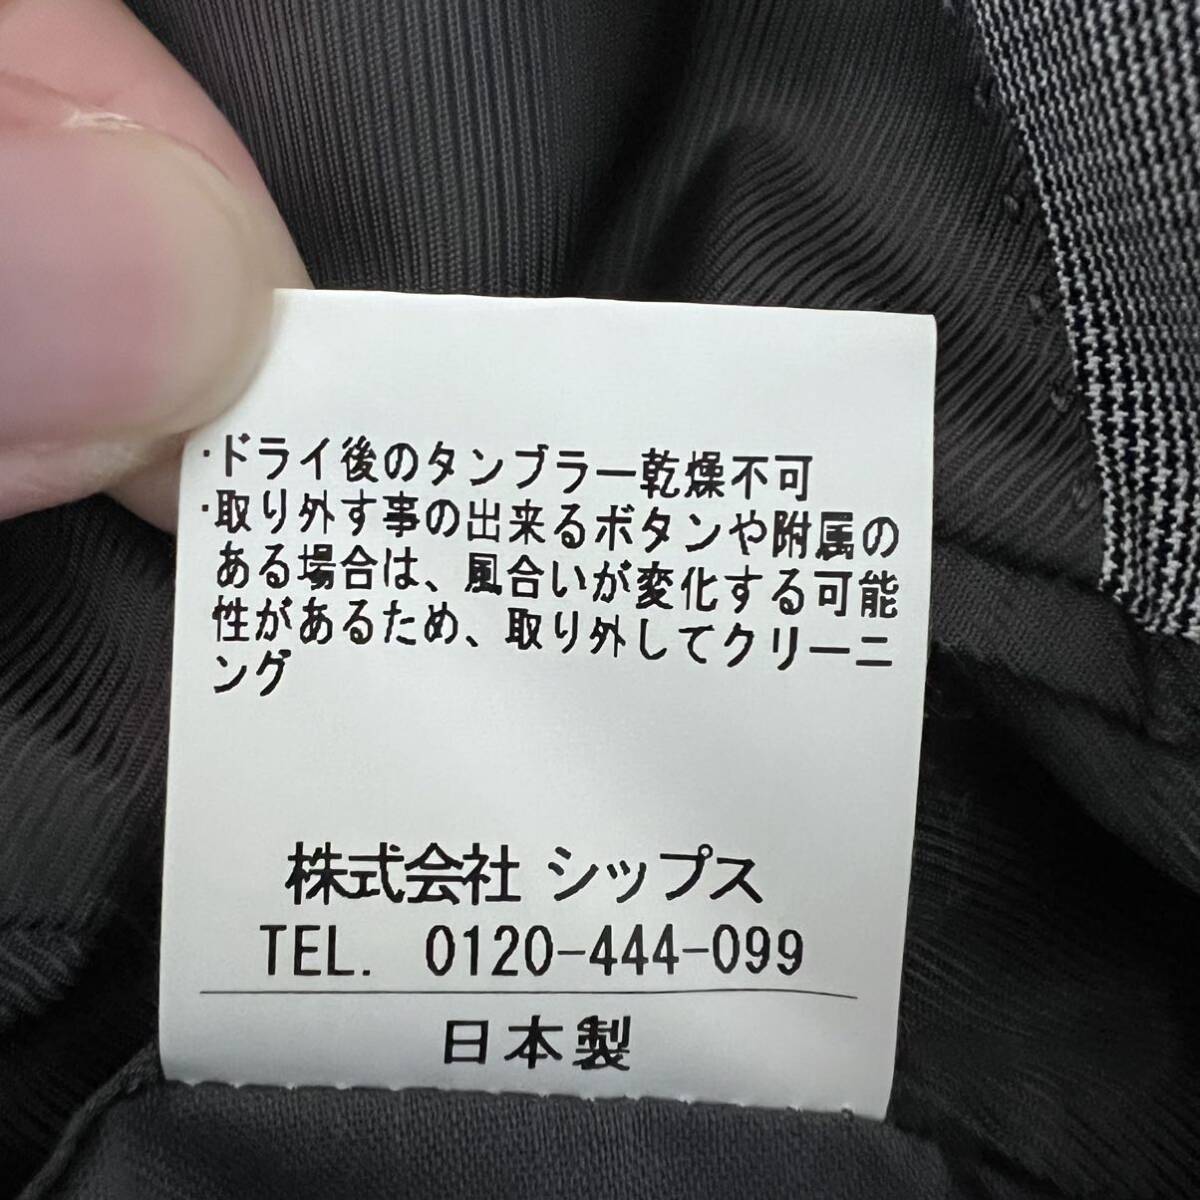 ・ドライ後のタンブラー乾燥不可
・取り外す事の出来るボタンや附属の
ある場合は、風合いが変化する可能
性があるため、取り外してクリーニ
ング
株式会社 シップス
TEL. 0120-444-099
日本製